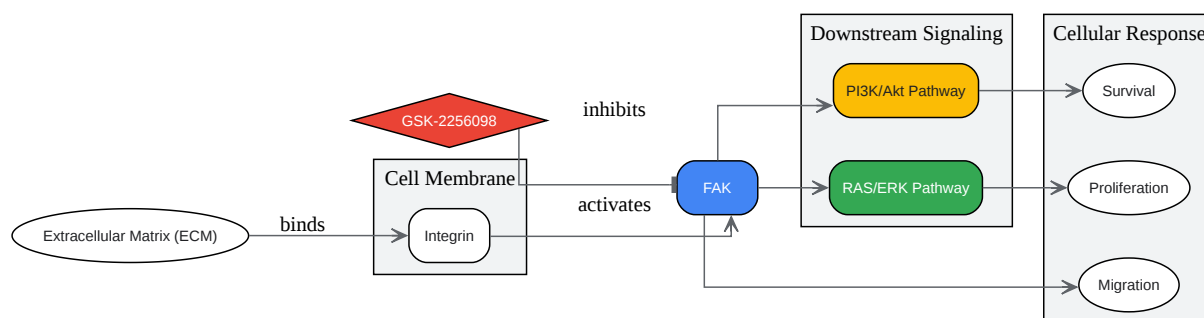 Downstream Signaling
Cellular Response
PI3K/Akt Pathway
Survival
GSK-2256098
inhibits
Cell Membrane
FAK
RAS/ERK Pathway
Proliferation
activates
binds
Extracellular Matrix (ECM)
Integrin
Migration